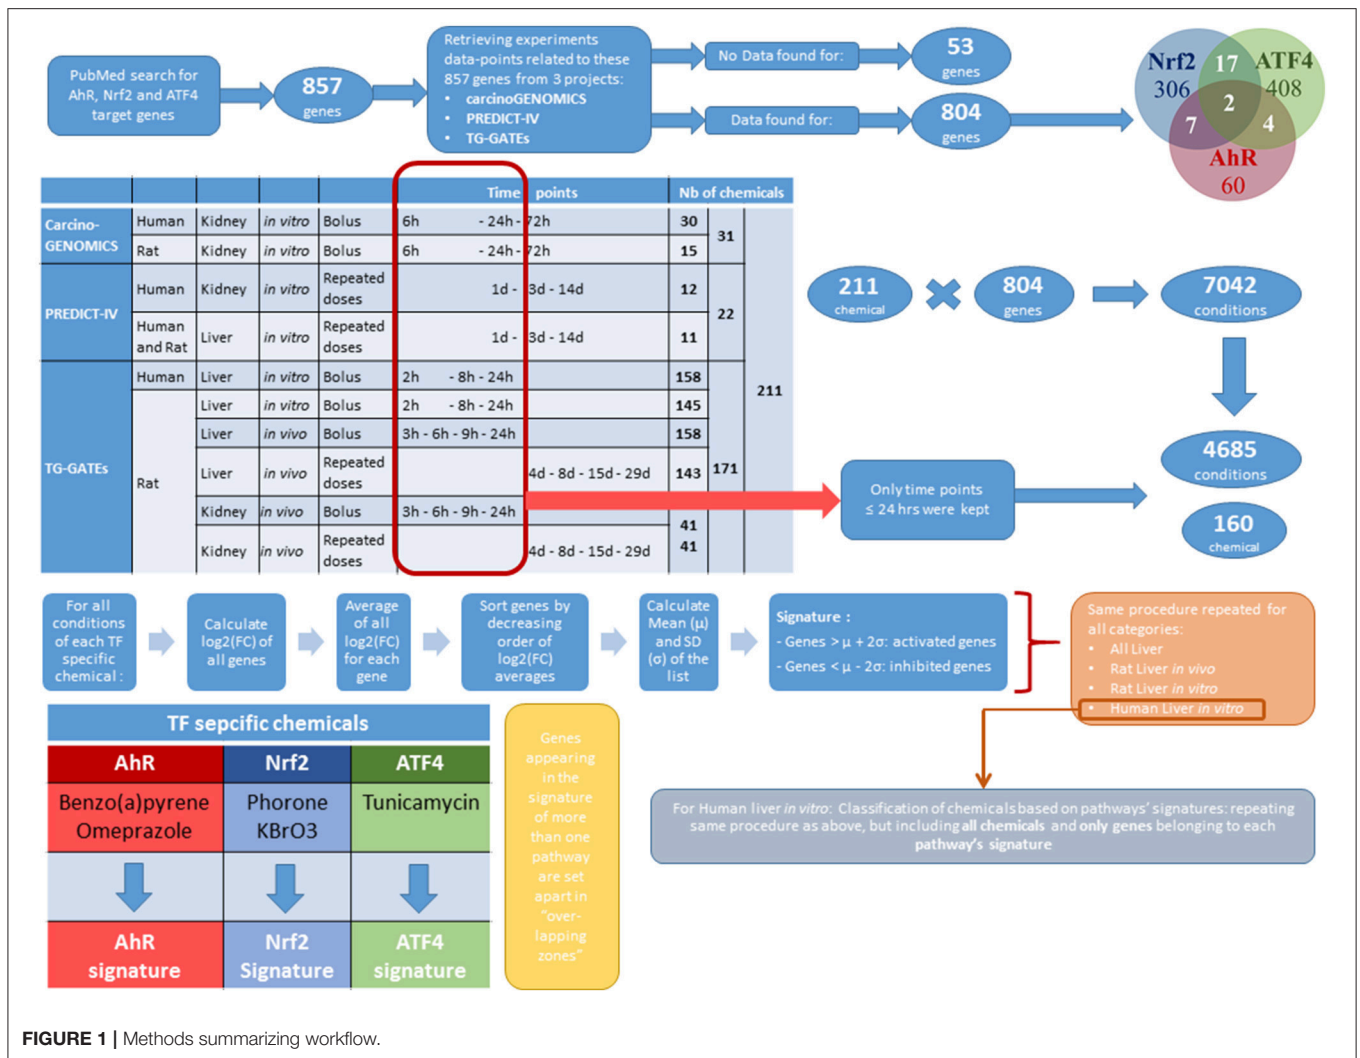 PubMed search for
AhR, Nrf2 and ATF4
target genes
857
genes
Retrieving experiments
data-points related to these
857 genes from 3 projects:
• carcinoGENOMICS
• PREDICT-IV
• TG-GATEs
No Data found for:
53
genes
Data found for:
804
genes
Nrf2 17 ATF4
306 408
2
7 4
AhR
60
Time points Nb of chemicals
Carcino-
GENOMICS
Human Kidney in vitro Bolus 6h - 24h - 72h 30
31
Rat Kidney in vitro Bolus 6h - 24h - 72h 15
PREDICT-IV
Human Kidney in vitro Repeated
doses 1d - 3d - 14d 12
22
Human
and Rat Liver in vitro Repeated
doses 1d - 3d - 14d 11
TG-GATEs
Human Liver in vitro Bolus 2h - 8h - 24h 158
211
Rat
Liver in vitro Bolus 2h - 8h - 24h 145
Liver in vivo Bolus 3h - 6h - 9h - 24h 158
Liver in vivo Repeated
doses 4d - 8d - 15d - 29d 143 171
Kidney in vivo Bolus 3h - 6h - 9h - 24h 41
Kidney in vivo Repeated
doses 4d - 8d - 15d - 29d 41
211
chemical
804
genes
7042
conditions
Only time points
≤ 24 hrs were kept
4685
conditions
160
chemical
For all
conditions
of each TF
specific
chemical :
Calculate
log2(FC) of
all genes
Average
of all
log2(FC)
for each
gene
Sort genes by
decreasing
order of
log2(FC)
averages
Calculate
Mean (μ)
and SD
(σ) of the
list
Signature :
- Genes > μ + 2σ: activated genes
- Genes < μ - 2σ: inhibited genes
Same procedure repeated for
all categories:
• All Liver
• Rat Liver in vivo
• Rat Liver in vitro
• Human Liver in vitro
TF sepcific chemicals
AhR Nrf2 ATF4
Benzo(a)pyrene Phorone Tunicamycin
Omeprazole KBrO3
AhR Nrf2 ATF4
signature Signature signature
Genes
appearing
in the
signature
of more
than one
pathway
are set
apart in
"over-
lapping
zones"
For Human liver in vitro: Classification of chemicals based on pathways' signatures: repeating
same procedure as above, but including all chemicals and only genes belonging to each
pathway's signature
FIGURE 1 | Methods summarizing workflow.